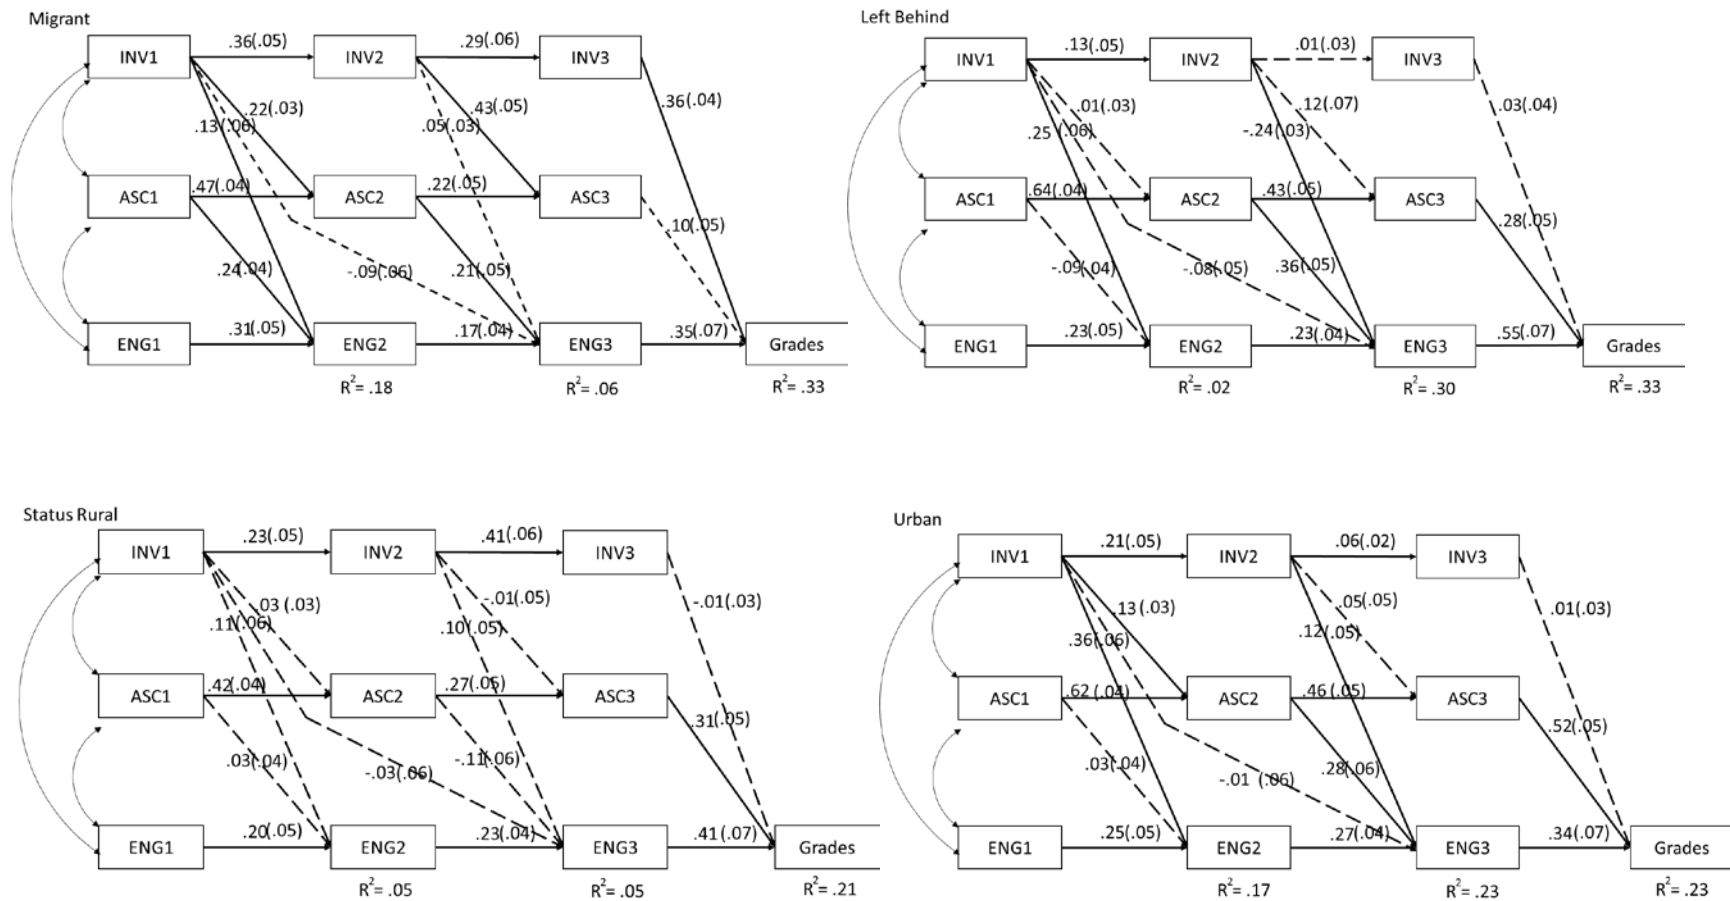 Migrant
INV1
.36(.05)
INV2
.29(.06)
INV3
.22(.03)
.13(.06)
.43(.05)
.05(.03)
.36(.04)
ASC1
.47(.04)
ASC2
.22(.05)
ASC3
.10(.05)
.24(.04)
-.09(.06)
.21(.05)
ENG1
.31(.05)
ENG2
.17(.04)
ENG3
.35(.07)
Grades
R²= .18
R²= .06
R²= .33
Left Behind
INV1
.13(.05)
INV2
.01(.03)
INV3
.01(.03)
.25 (.06)
.12(.07)
-.24(.03)
.03(.04)
ASC1
.64(.04)
ASC2
.43(.05)
ASC3
.28(.05)
-.09(.04)
-.08(.05)
.36(.05)
ENG1
.23(.05)
ENG2
.23(.04)
ENG3
.55(.07)
Grades
R²= .02
R²= .30
R²= .33
Status Rural
INV1
.23(.05)
INV2
.41(.06)
INV3
.03 (.03)
.11(.06)
-.01(.05)
.10(.05)
-.01(.03)
ASC1
.42(.04)
ASC2
.27(.05)
ASC3
.31(.05)
.03(.04)
-.03(.06)
-.11(.06)
ENG1
.20(.05)
ENG2
.23(.04)
ENG3
.41(.07)
Grades
R²= .05
R²= .05
R²= .21
Urban
INV1
.21(.05)
INV2
.06(.02)
INV3
.13 (.03)
.36(.06)
.05(.05)
.12(.05)
.01(.03)
ASC1
.62(.04)
ASC2
.46(.05)
ASC3
.52(.05)
.03(.04)
-.01 (.06)
.28(.06)
ENG1
.25(.05)
ENG2
.27(.04)
ENG3
.34(.07)
Grades
R²= .17
R²= .23
R²= .23